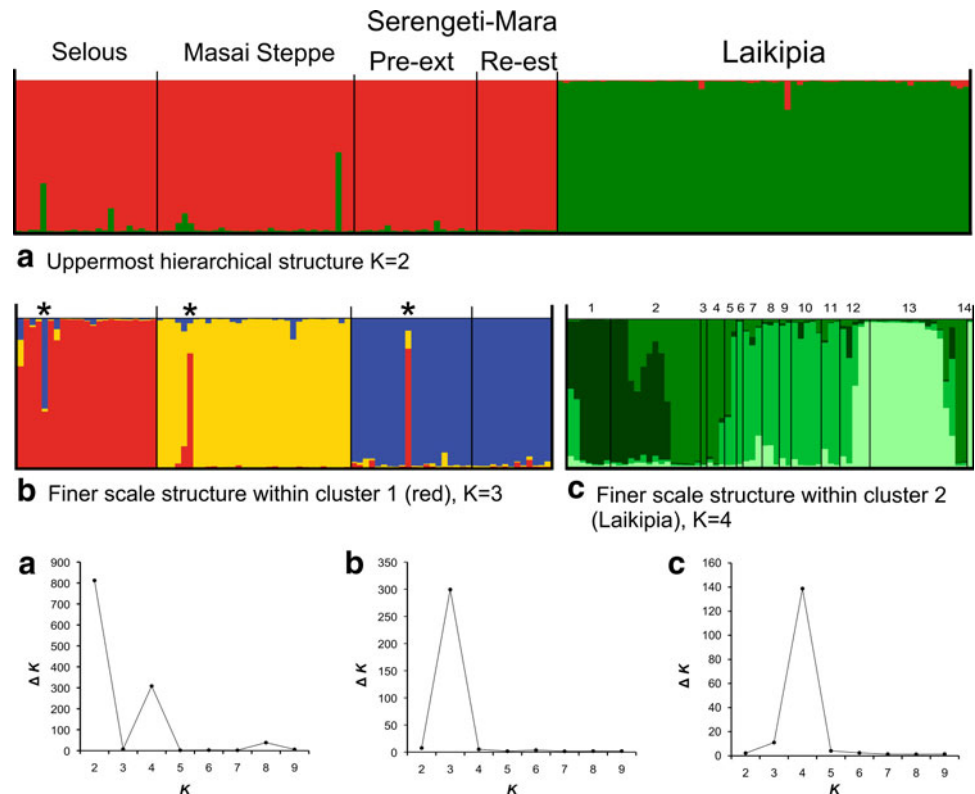 Serengeti-Mara
Selous Masai Steppe Pre-ext Re-est Laikipia
a Uppermost hierarchical structure K=2
* * *
1 2 3 4 5 6 7 8 9 10 11 12 13 14
b Finer scale structure within cluster 1 (red), K=3
c Finer scale structure within cluster 2
(Laikipia), K=4
a
900
800
700
600
500
400
300
200
100
0
Δ K
2 3 4 5 6 7 8 9
K
b
350
300
250
200
150
100
50
0
Δ K
2 3 4 5 6 7 8 9
K
c
160
140
120
100
80
60
40
20
0
Δ K
2 3 4 5 6 7 8 9
K